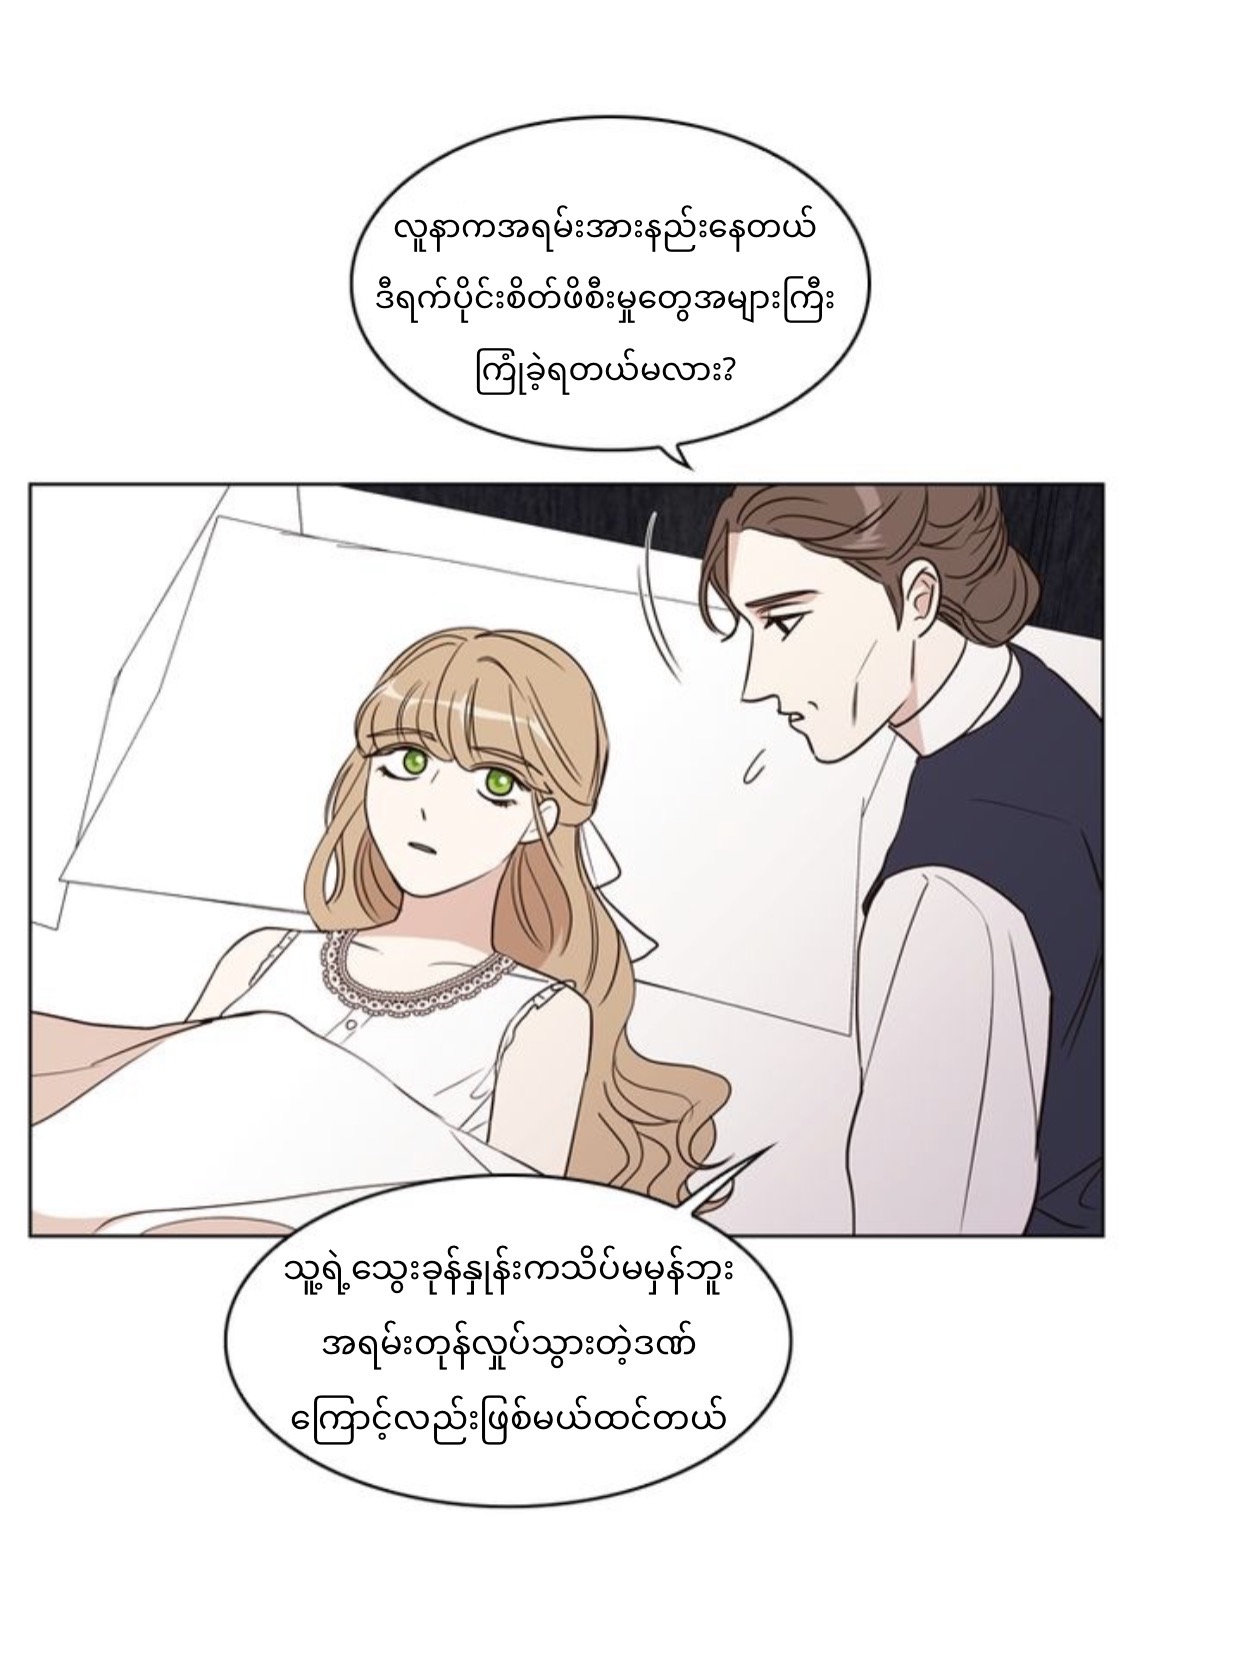 လူနာကအရမ်းအားနည်းနေတယ်
ဒီရက်ပိုင်းစိတ်ဖိစီးမှုတွေအများကြီး
ကြုံခဲ့ရတယ်မလား?
သူ့ရဲ့သွေးခုန်နှုန်းကသိပ်မမှန်ဘူး
အရမ်းတုန်လှုပ်သွားတဲ့ဒဏ်
ကြောင့်လည်းဖြစ်မယ်ထင်တယ်